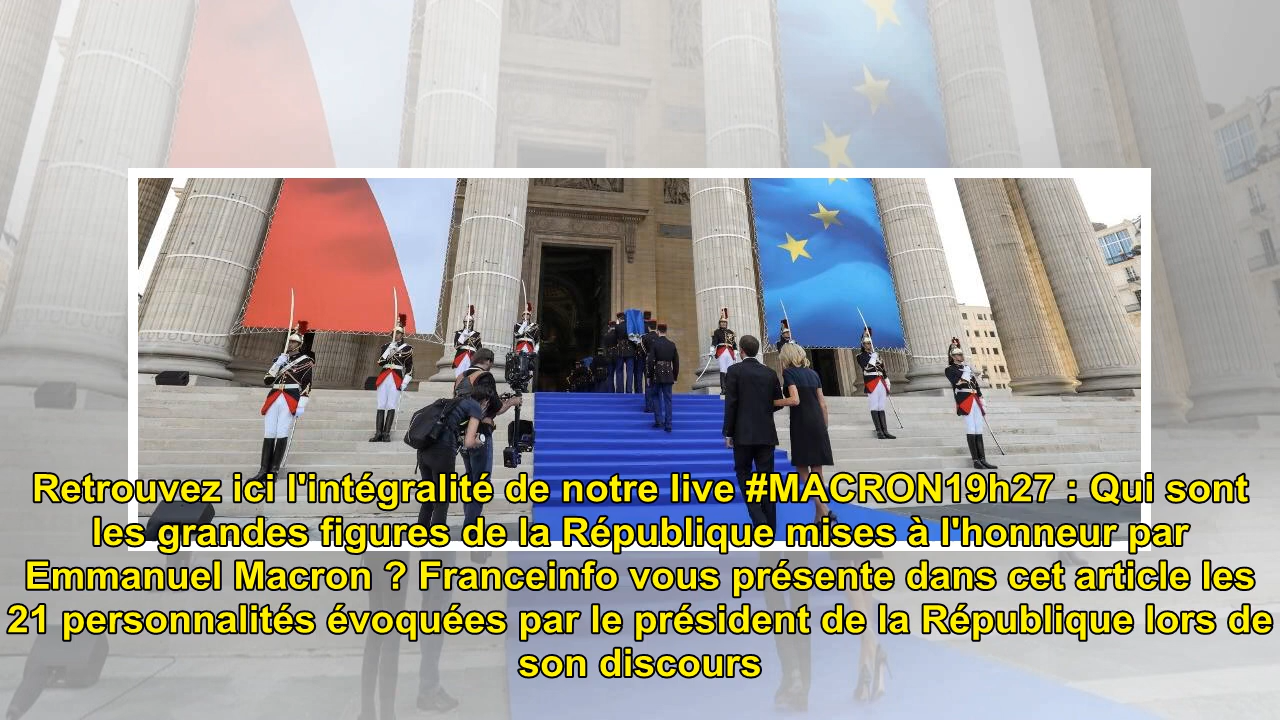 Retrouvez ici l'intégralité de notre live #MACRON19h27 : Qui sont
les grandes figures de la République mises à l'honneur par
Emmanuel Macron ? Franceinfo vous présente dans cet article les
21 personnalités évoquées par le président de la République lors de
son discours